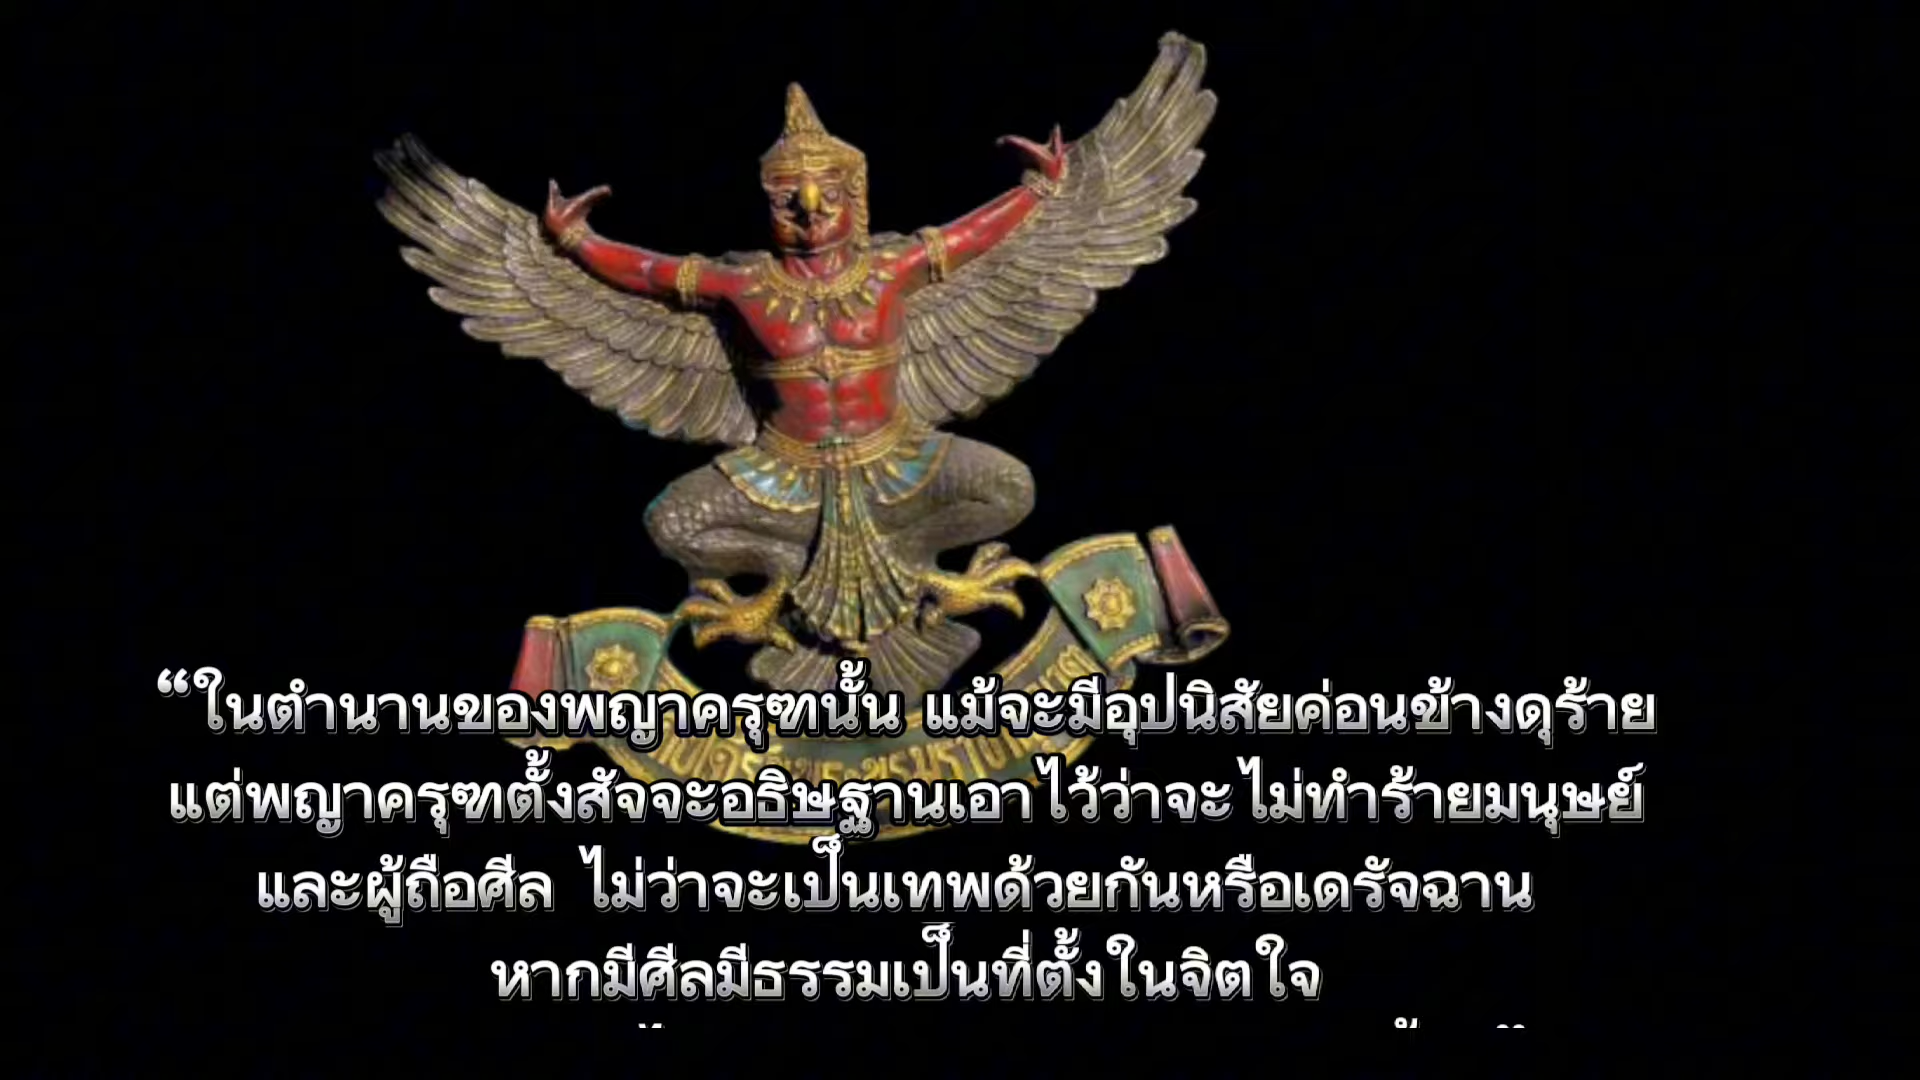 “ในตำนานของพญาครุฑนั้น แม้จะมีอุปนิสัยค่อนข้างดุร้าย
แต่พญาครุฑตั้งสัจจะอธิษฐานเอาไว้ว่าจะไม่ทำร้ายมนุษย์
และผู้ถือศีล ไม่ว่าจะเป็นเทพด้วยกันหรือเดรัจฉาน
หากมีศีลมีธรรมเป็นที่ตั้งในจิตใจ